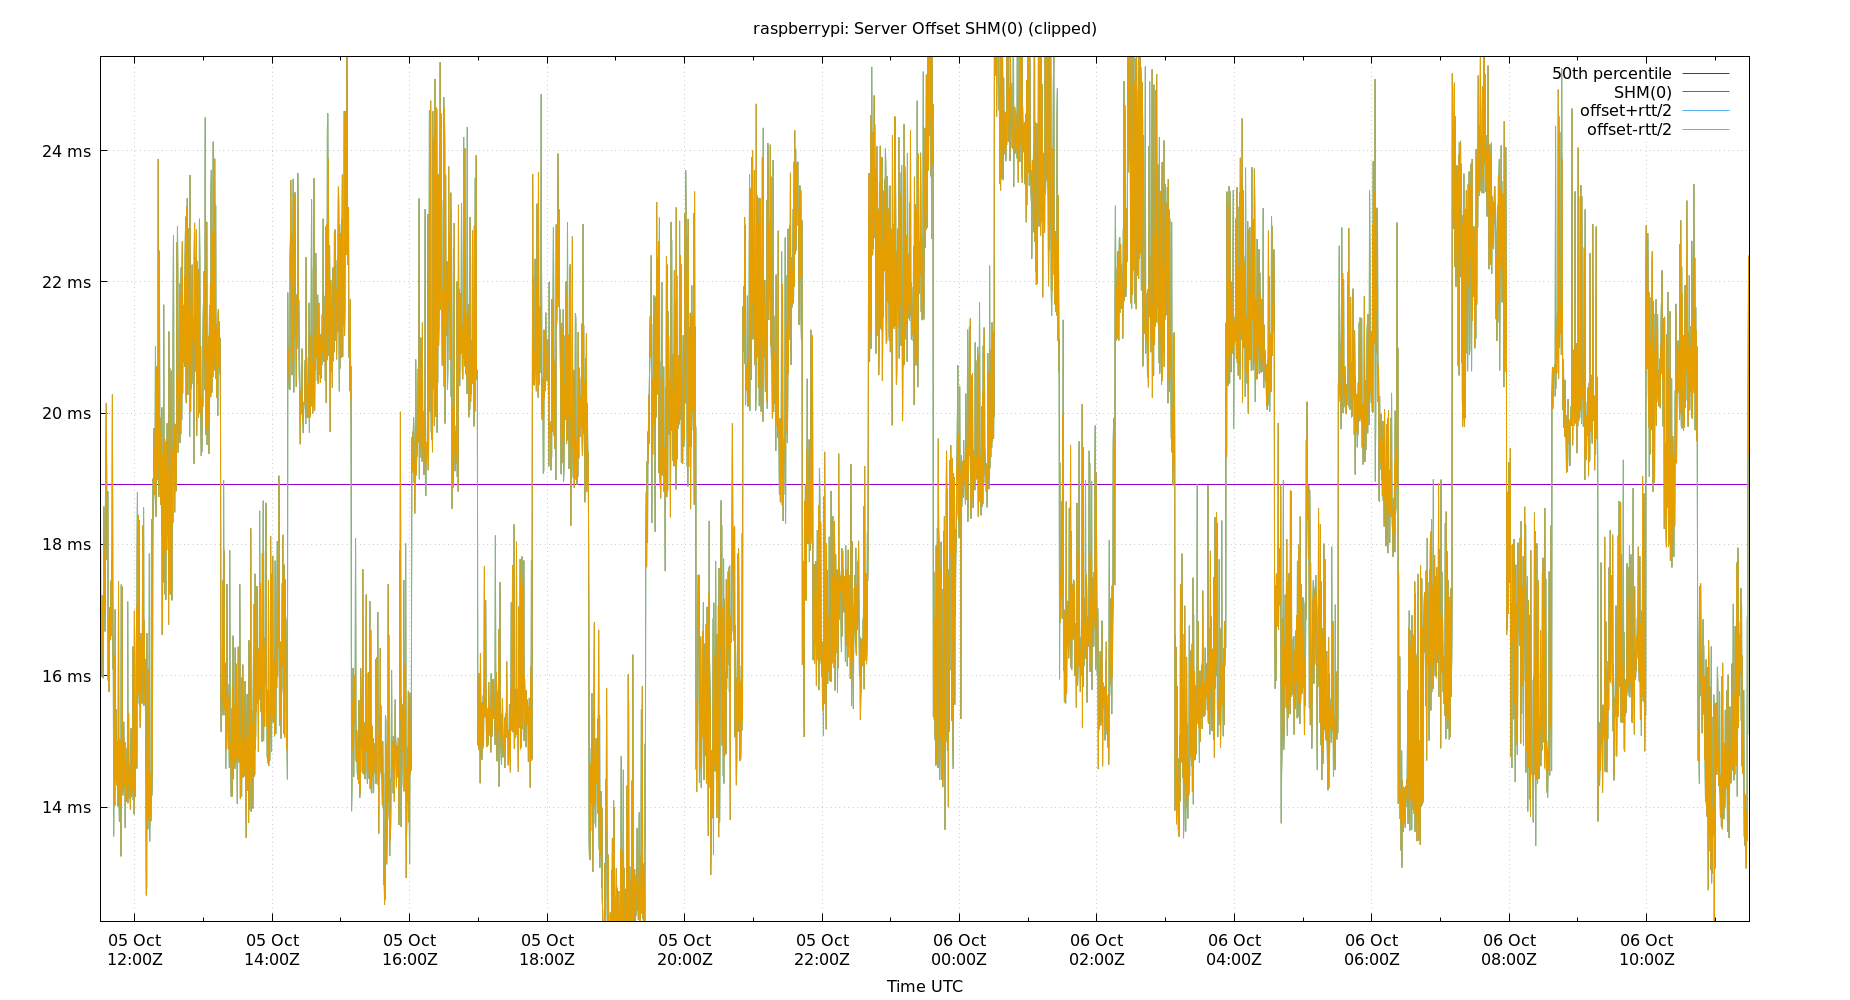 raspberrypi: Server Offset SHM(0) (clipped)
50th percentile
SHM(0)
offset+rtt/2
offset-rtt/2
24 ms
22 ms
20 ms
18 ms
16 ms
14 ms
05 Oct 05 Oct 05 Oct 05 Oct 05 Oct 05 Oct 06 Oct 06 Oct 06 Oct 06 Oct 06 Oct 06 Oct
12:00Z 14:00Z 16:00Z 18:00Z 20:00Z 22:00Z 00:00Z 02:00Z 04:00Z 06:00Z 08:00Z 10:00Z
Time UTC